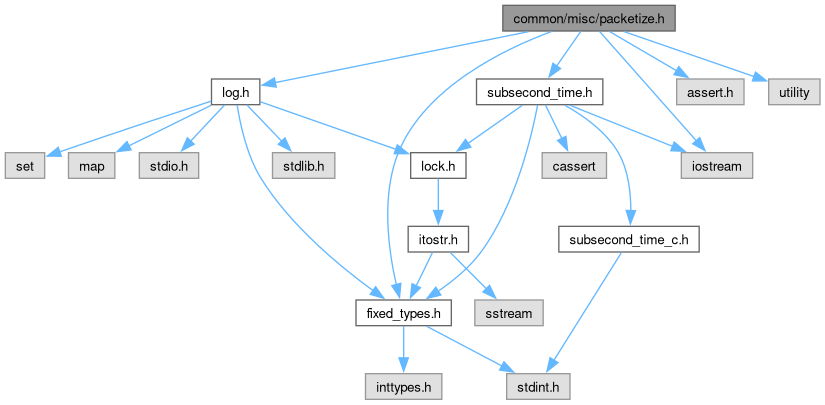 common/misc/packetize.h
log.h
subsecond_time.h
assert.h
utility
set
map
stdio.h
stdlib.h
lock.h
cassert
iostream
itostr.h
subsecond_time_c.h
fixed_types.h
sstream
inttypes.h
stdint.h